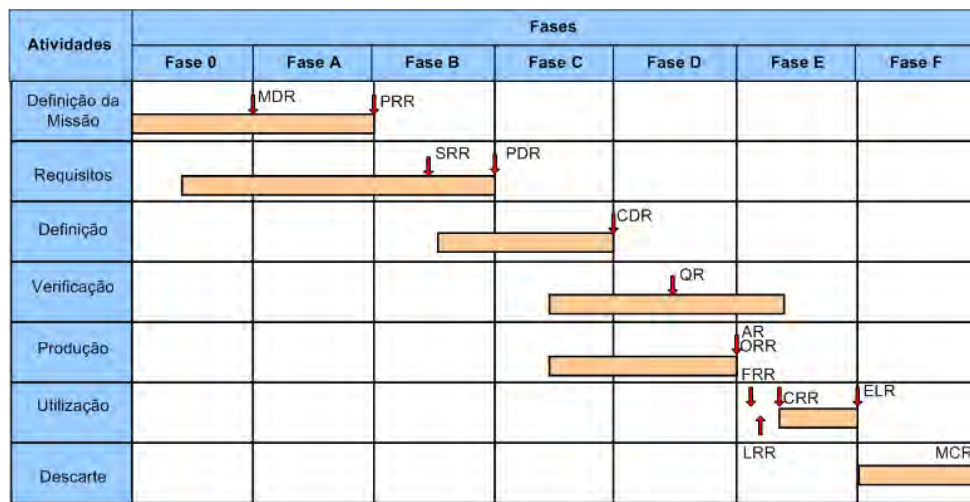 Atividades
Fases
Fase 0
Fase A
Fase B
Fase C
Fase D
Fase E
Fase F
Definição da
Missão
MDR
PRR
Requisitos
SRR
PDR
Definição
CDR
Verificação
QR
Produção
AR
ORR
FRR
Utilização
CRR
ELR
LRR
Descarte
MCR